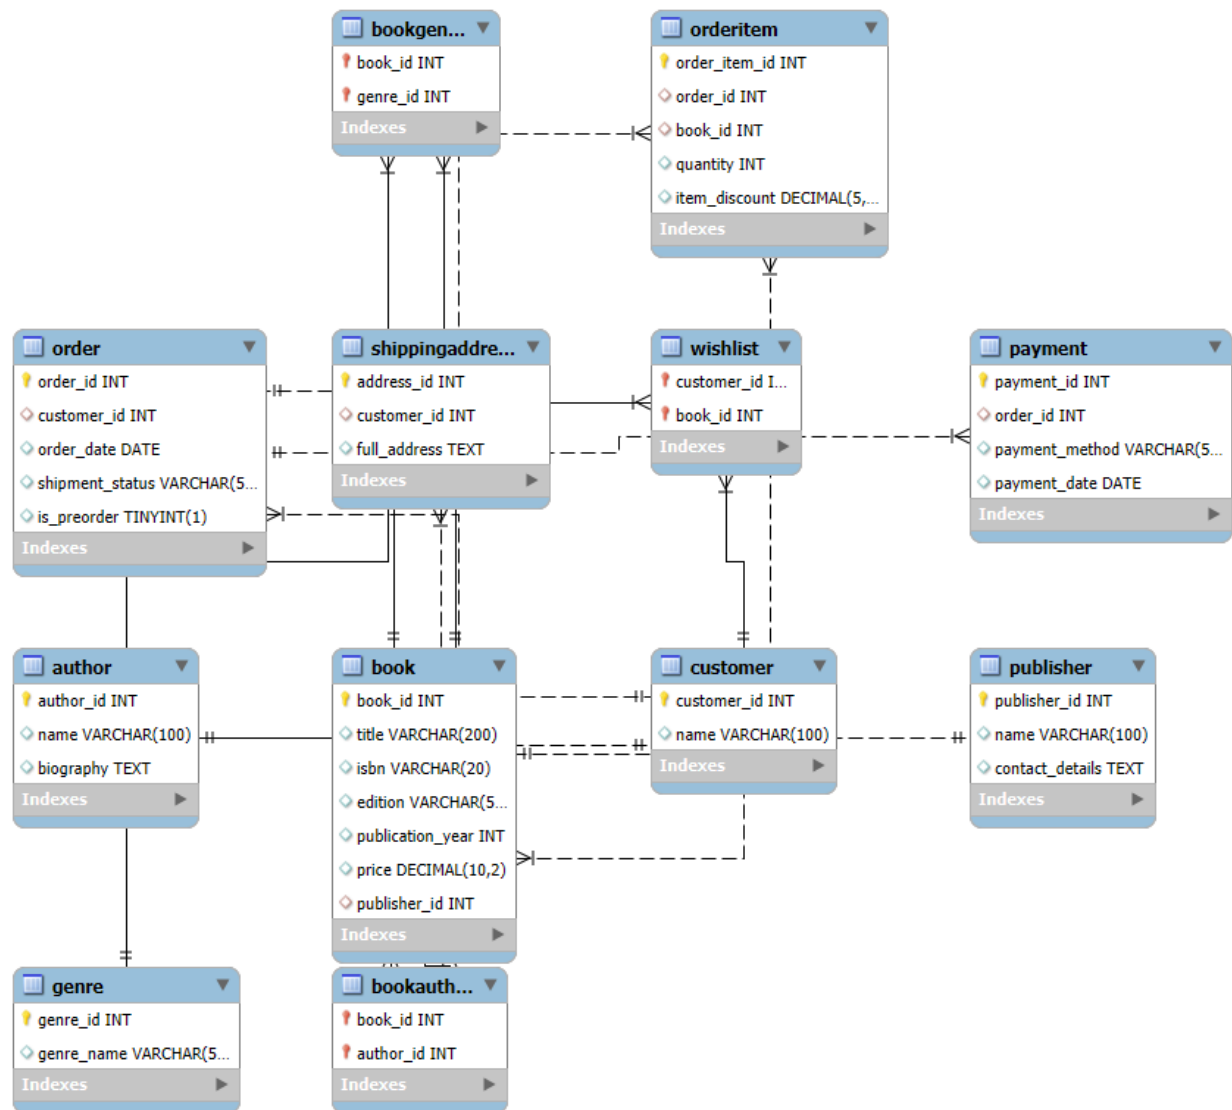 bookgen...
book_id INT
genre_id INT
Indexes
orderitem
order_item_id INT
order_id INT
book_id INT
quantity INT
item_discount DECIMAL(5,...
Indexes
order
order_id INT
customer_id INT
order_date DATE
shipment_status VARCHAR(5...
is_preorder TINYINT(1)
Indexes
shippingaddre...
address_id INT
customer_id INT
full_address TEXT
Indexes
wishlist
customer_id I...
book_id INT
Indexes
payment
payment_id INT
order_id INT
payment_method VARCHAR(5...
payment_date DATE
Indexes
author
author_id INT
name VARCHAR(100)
biography TEXT
Indexes
book
book_id INT
title VARCHAR(200)
isbn VARCHAR(20)
edition VARCHAR(5...
publication_year INT
price DECIMAL(10,2)
publisher_id INT
Indexes
customer
customer_id INT
name VARCHAR(100)
Indexes
publisher
publisher_id INT
name VARCHAR(100)
contact_details TEXT
Indexes
genre
genre_id INT
genre_name VARCHAR(5...
Indexes
bookauth...
book_id INT
author_id INT
Indexes